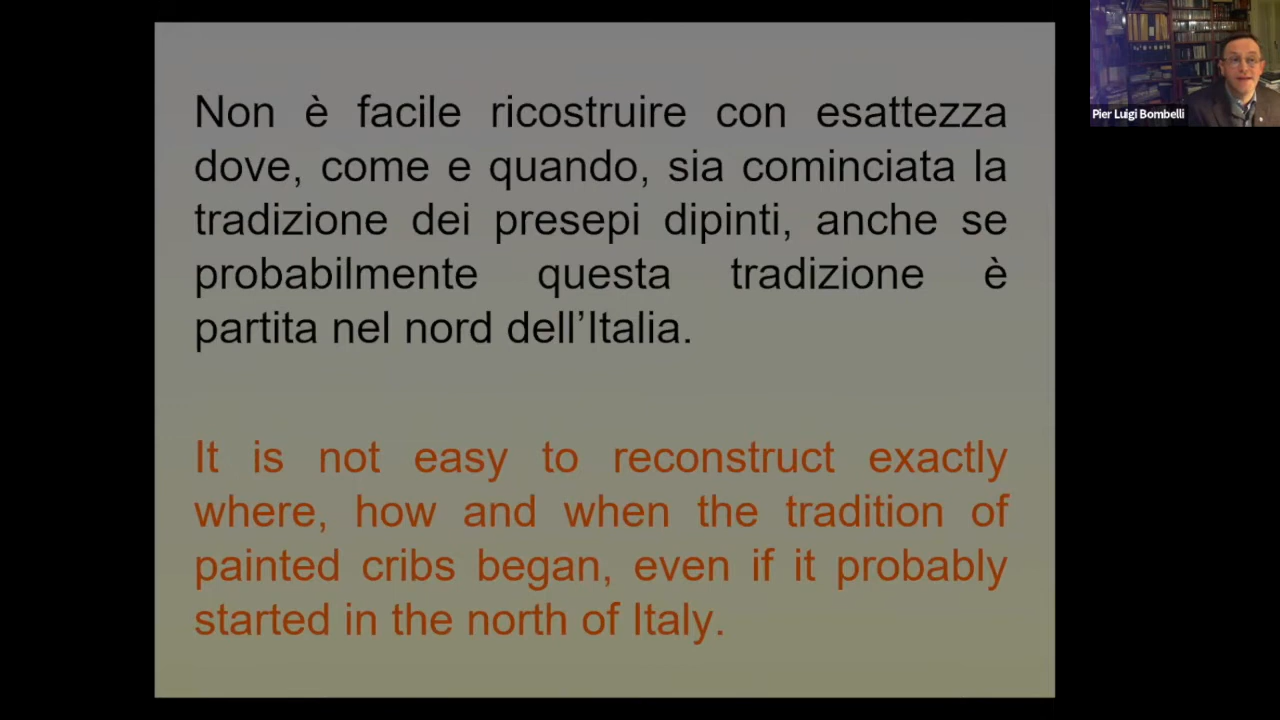 Non è facile ricostruire con esattezza
dove, come e quando, sia cominciata la
tradizione dei presepi dipinti, anche se
probabilmente questa tradizione è
partita nel nord dell’Italia.
It is not easy to reconstruct exactly
where, how and when the tradition of
painted cribs began, even if it probably
started in the north of Italy.
Pier Luigi Bombelli